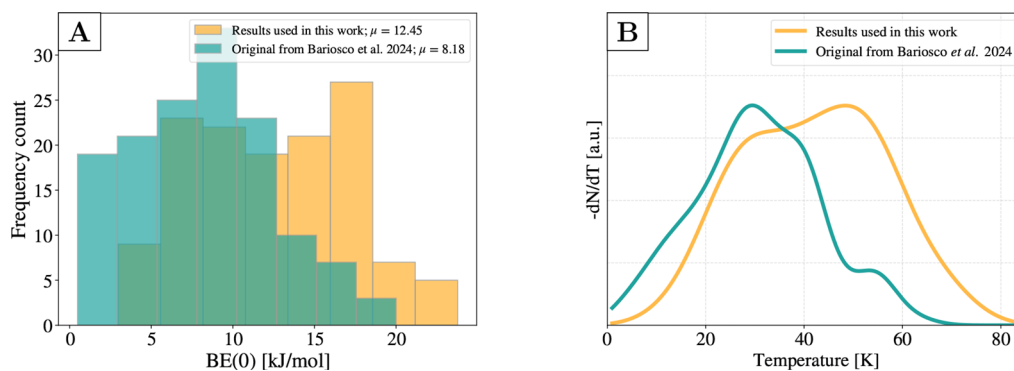 A
Results used in this work; μ = 12.45
Original from Bariosco et al. 2024; μ = 8.18
Frequency count
30
25
20
15
10
5
0
0 5 10 15 20
BE(0) [kJ/mol]
B
Results used in this work
Original from Bariosco et al. 2024
-dN/dT [a.u.]
0 20 40 60 80
Temperature [K]